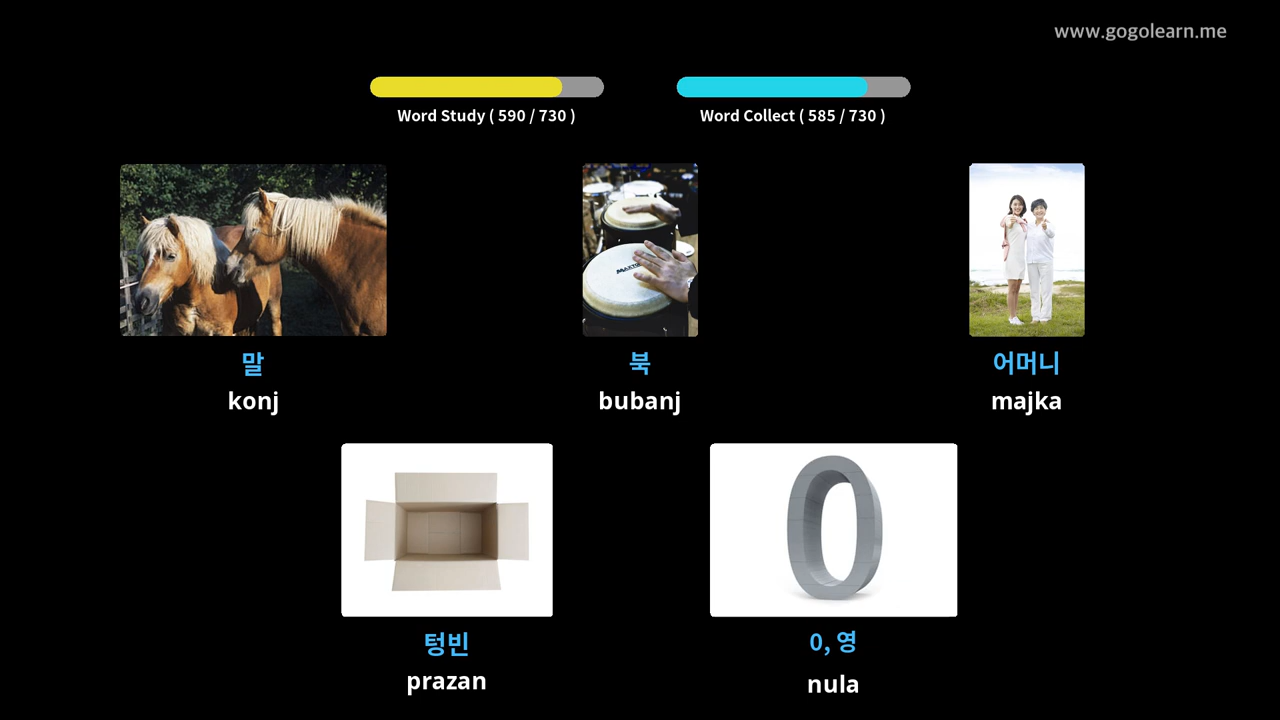 www.gogolearn.me
Word Study ( 590 / 730 )
Word Collect ( 585 / 730 )
말
북
어머니
konj
bubanj
majka
텅빈
0, 영
prazan
nula